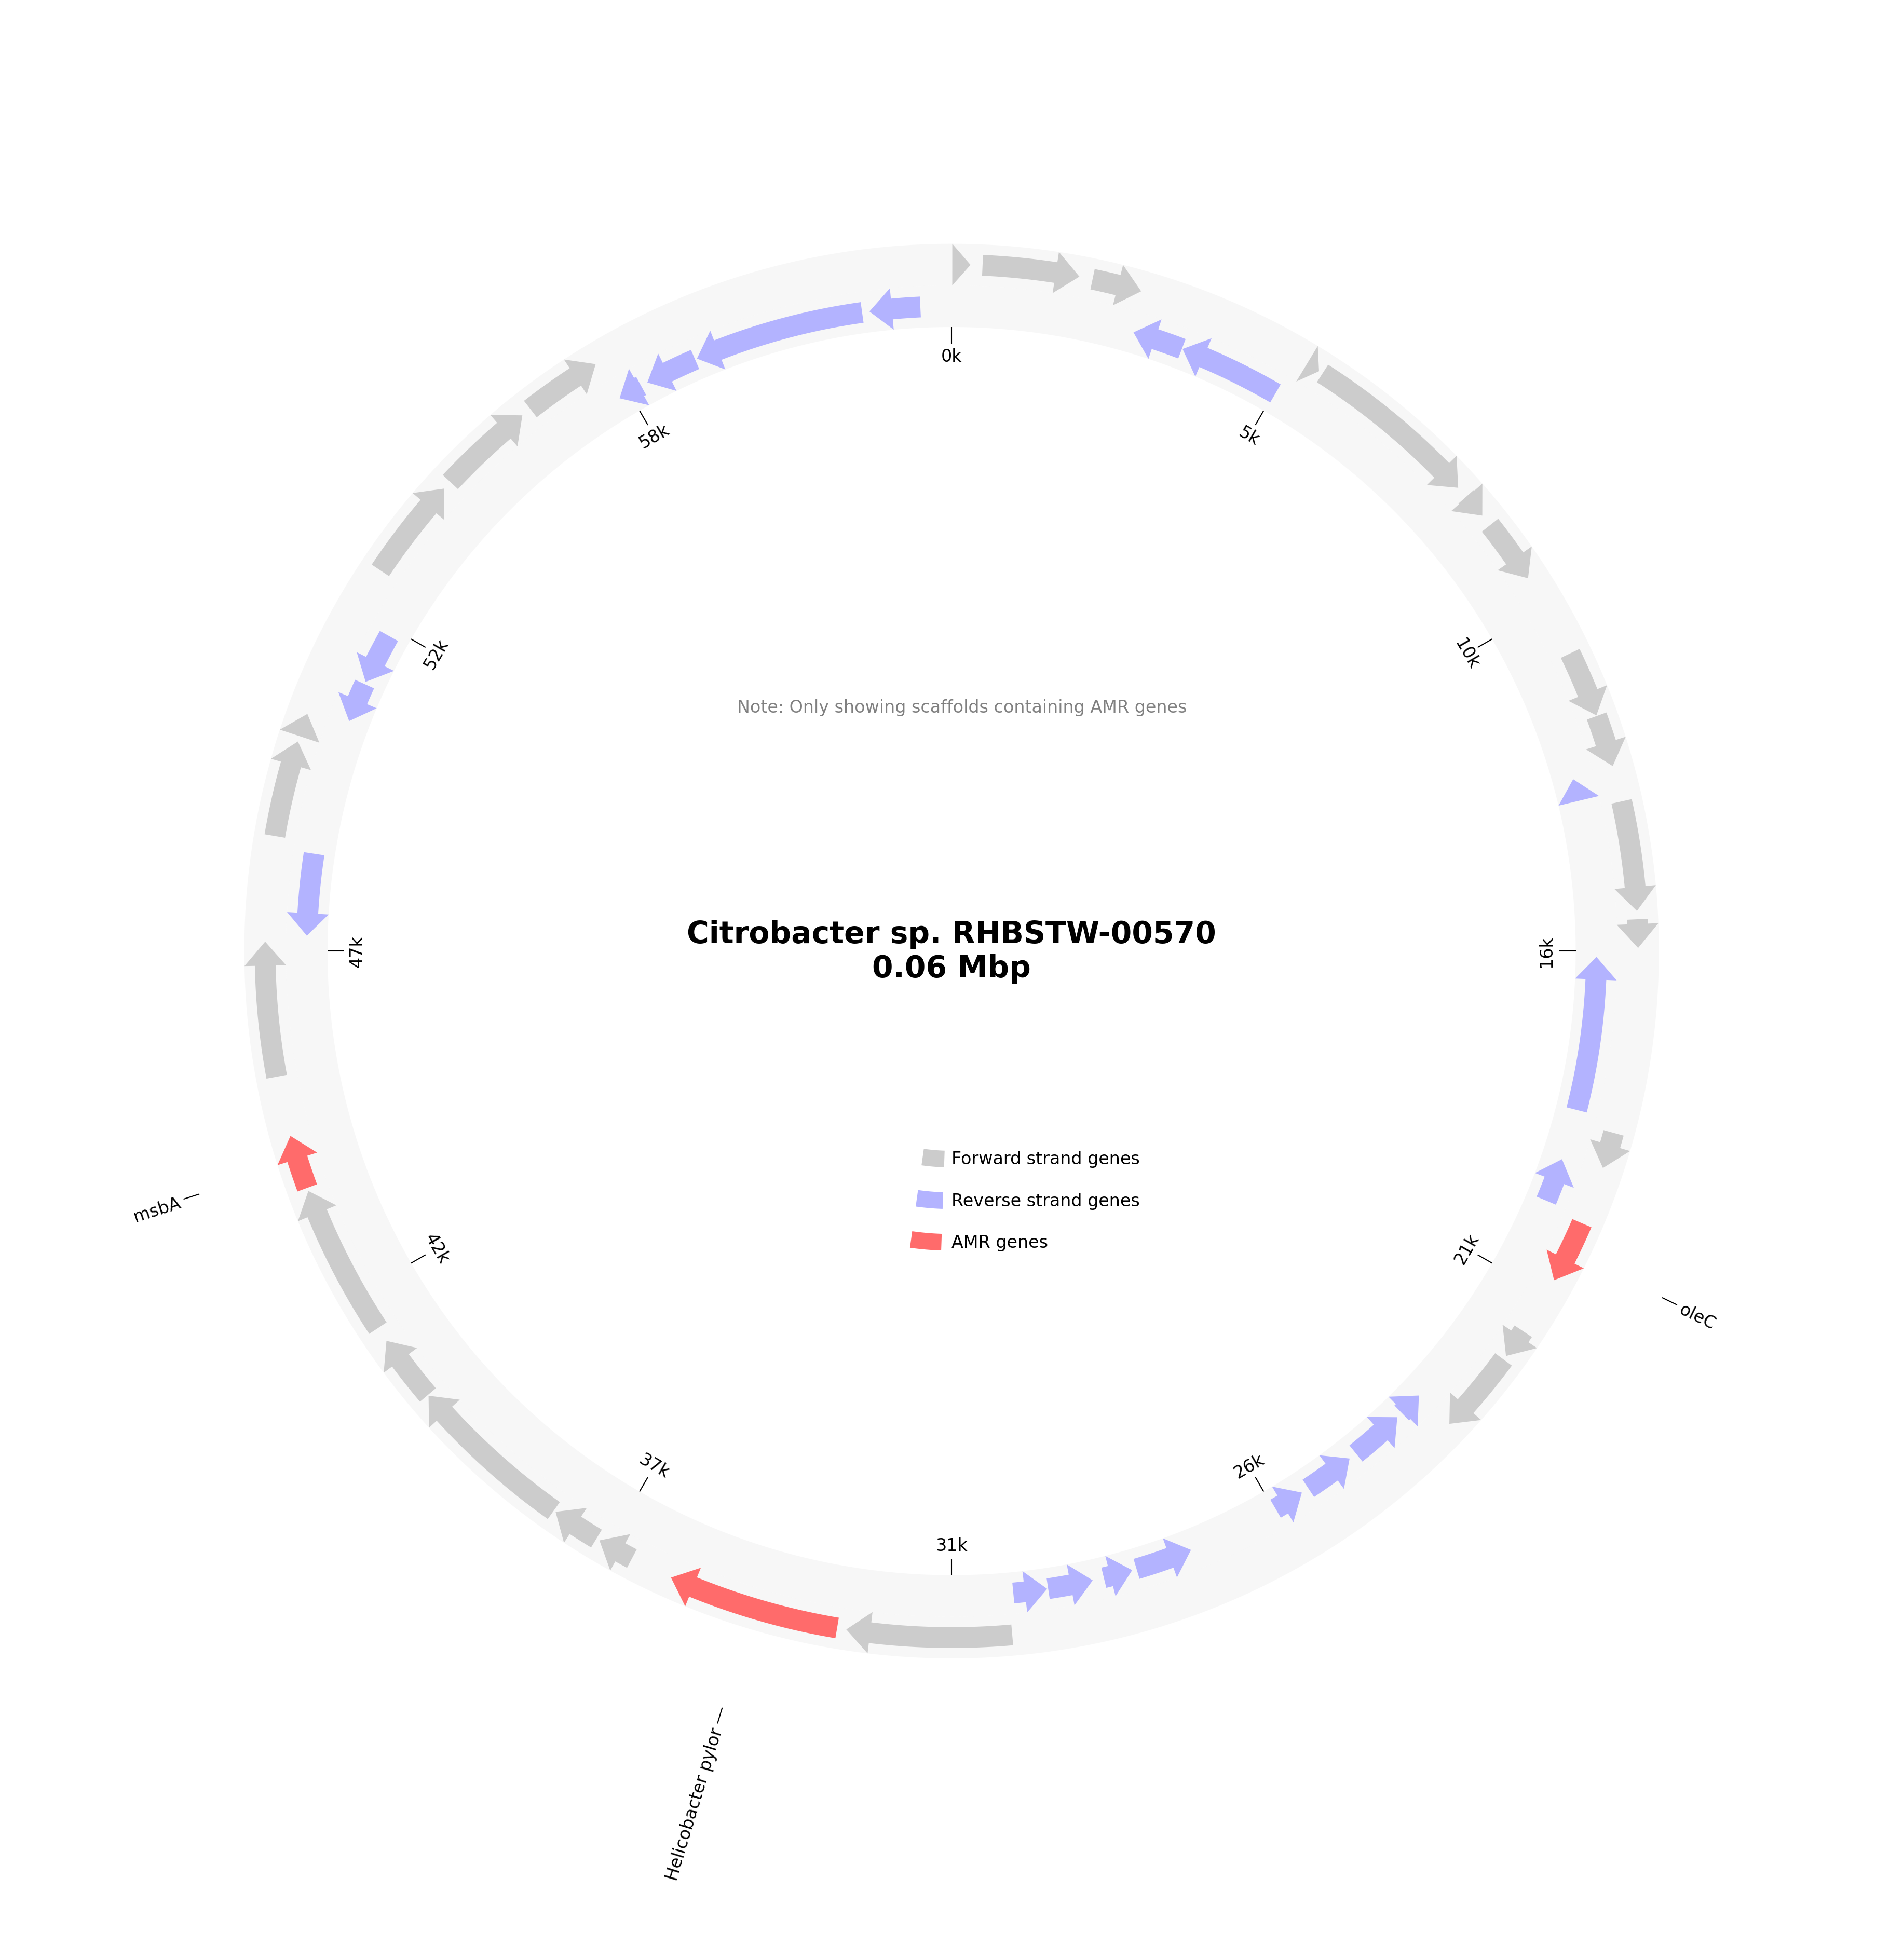 0k
58k
5k
52k
10k
Note: Only showing scaffolds containing AMR genes
Citrobacter sp. RHBSTW-00570
0.06 Mbp
47k
16k
Forward strand genes
Reverse strand genes
AMR genes
msbA
42k
21k
oleC
37k
26k
31k
Helicobacter pylor